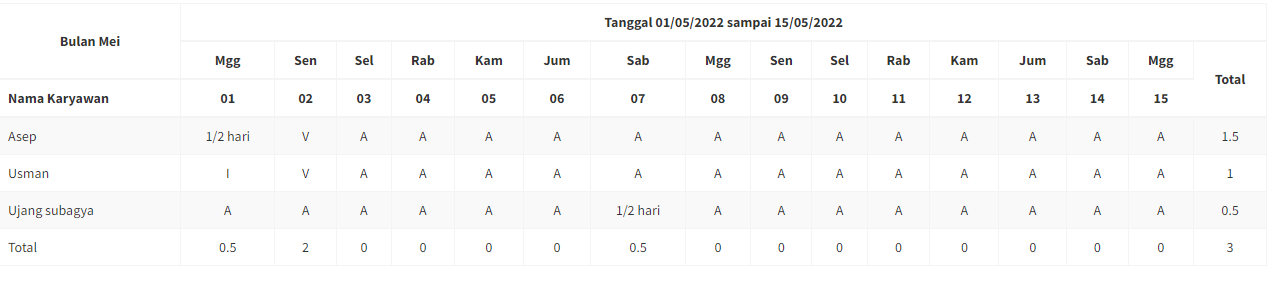 Bulan Mei Tanggal 01/05/2022 sampai 15/05/2022
Mgg Sen Sel Rab Kam Jum Sab Mgg Sen Sel Rab Kam Jum Sab Mgg Total
Nama Karyawan 01 02 03 04 05 06 07 08 09 10 11 12 13 14 15
Asep 1/2 hari V A A A A A A A A A A A A A 1.5
Usman I V A A A A A A A A A A A A A 1
Ujang subagya A A A A A A 1/2 hari A A A A A A A A 0.5
Total 0.5 2 0 0 0 0 0.5 0 0 0 0 0 0 0 0 3